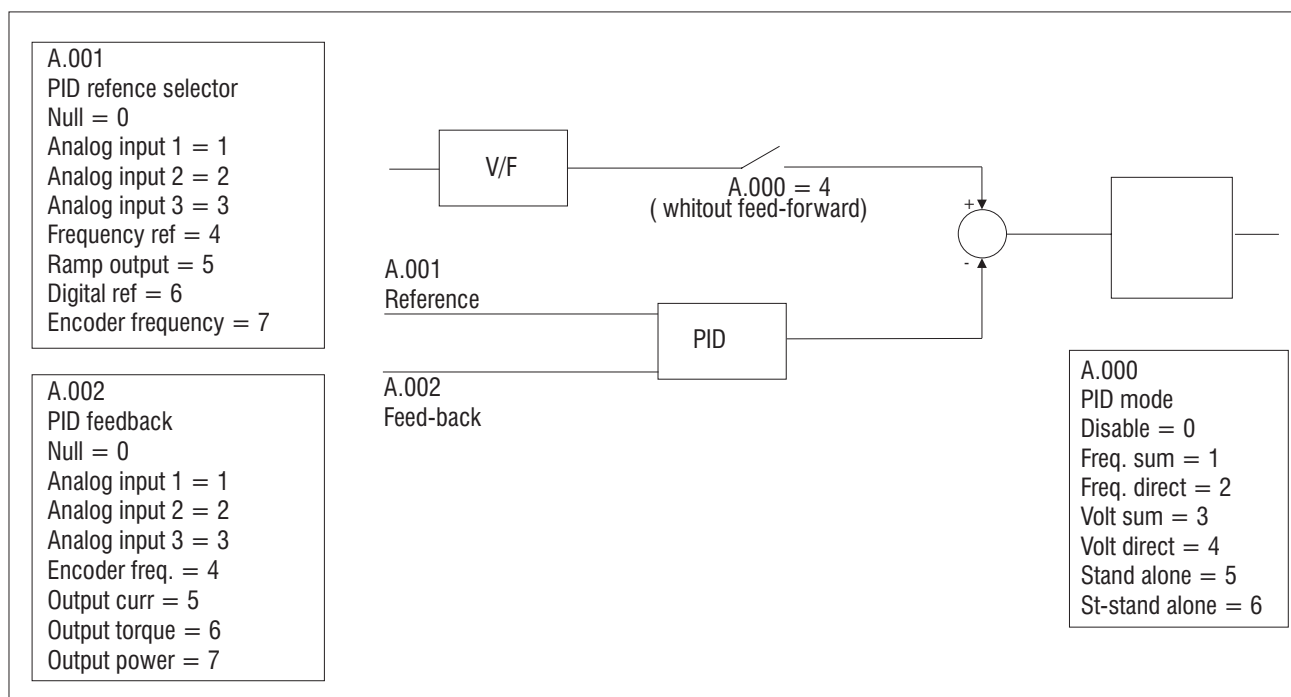 A.001
PID refence selector
Null = 0
Analog input 1 = 1
Analog input 2 = 2
Analog input 3 = 3
Frequency ref = 4
Ramp output = 5
Digital ref = 6
Encoder frequency = 7
A.002
PID feedback
Null = 0
Analog input 1 = 1
Analog input 2 = 2
Analog input 3 = 3
Encoder freq. = 4
Output curr = 5
Output torque = 6
Output power = 7
V/F
A.000 = 4
( whitout feed-forward)
+
-
A.001
Reference
PID
A.002
Feed-back
A.000
PID mode
Disable = 0
Freq. sum = 1
Freq. direct = 2
Volt sum = 3
Volt direct = 4
Stand alone = 5
St-stand alone = 6